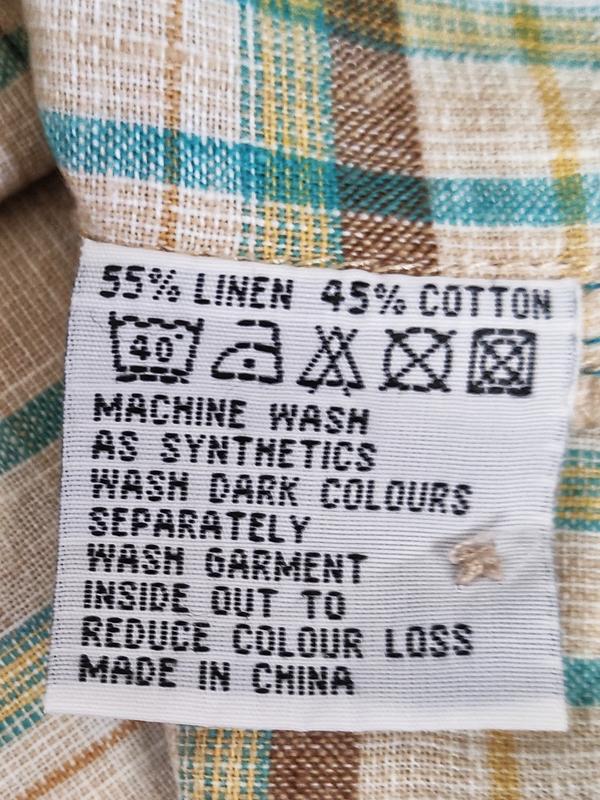 55% LINEN 45% COTTON
40°
MACHINE WASH
AS SYNTHETICS
WASH DARK COLOURS
SEPARATELY
WASH GARMENT
INSIDE OUT TO
REDUCE COLOUR LOSS
MADE IN CHINA